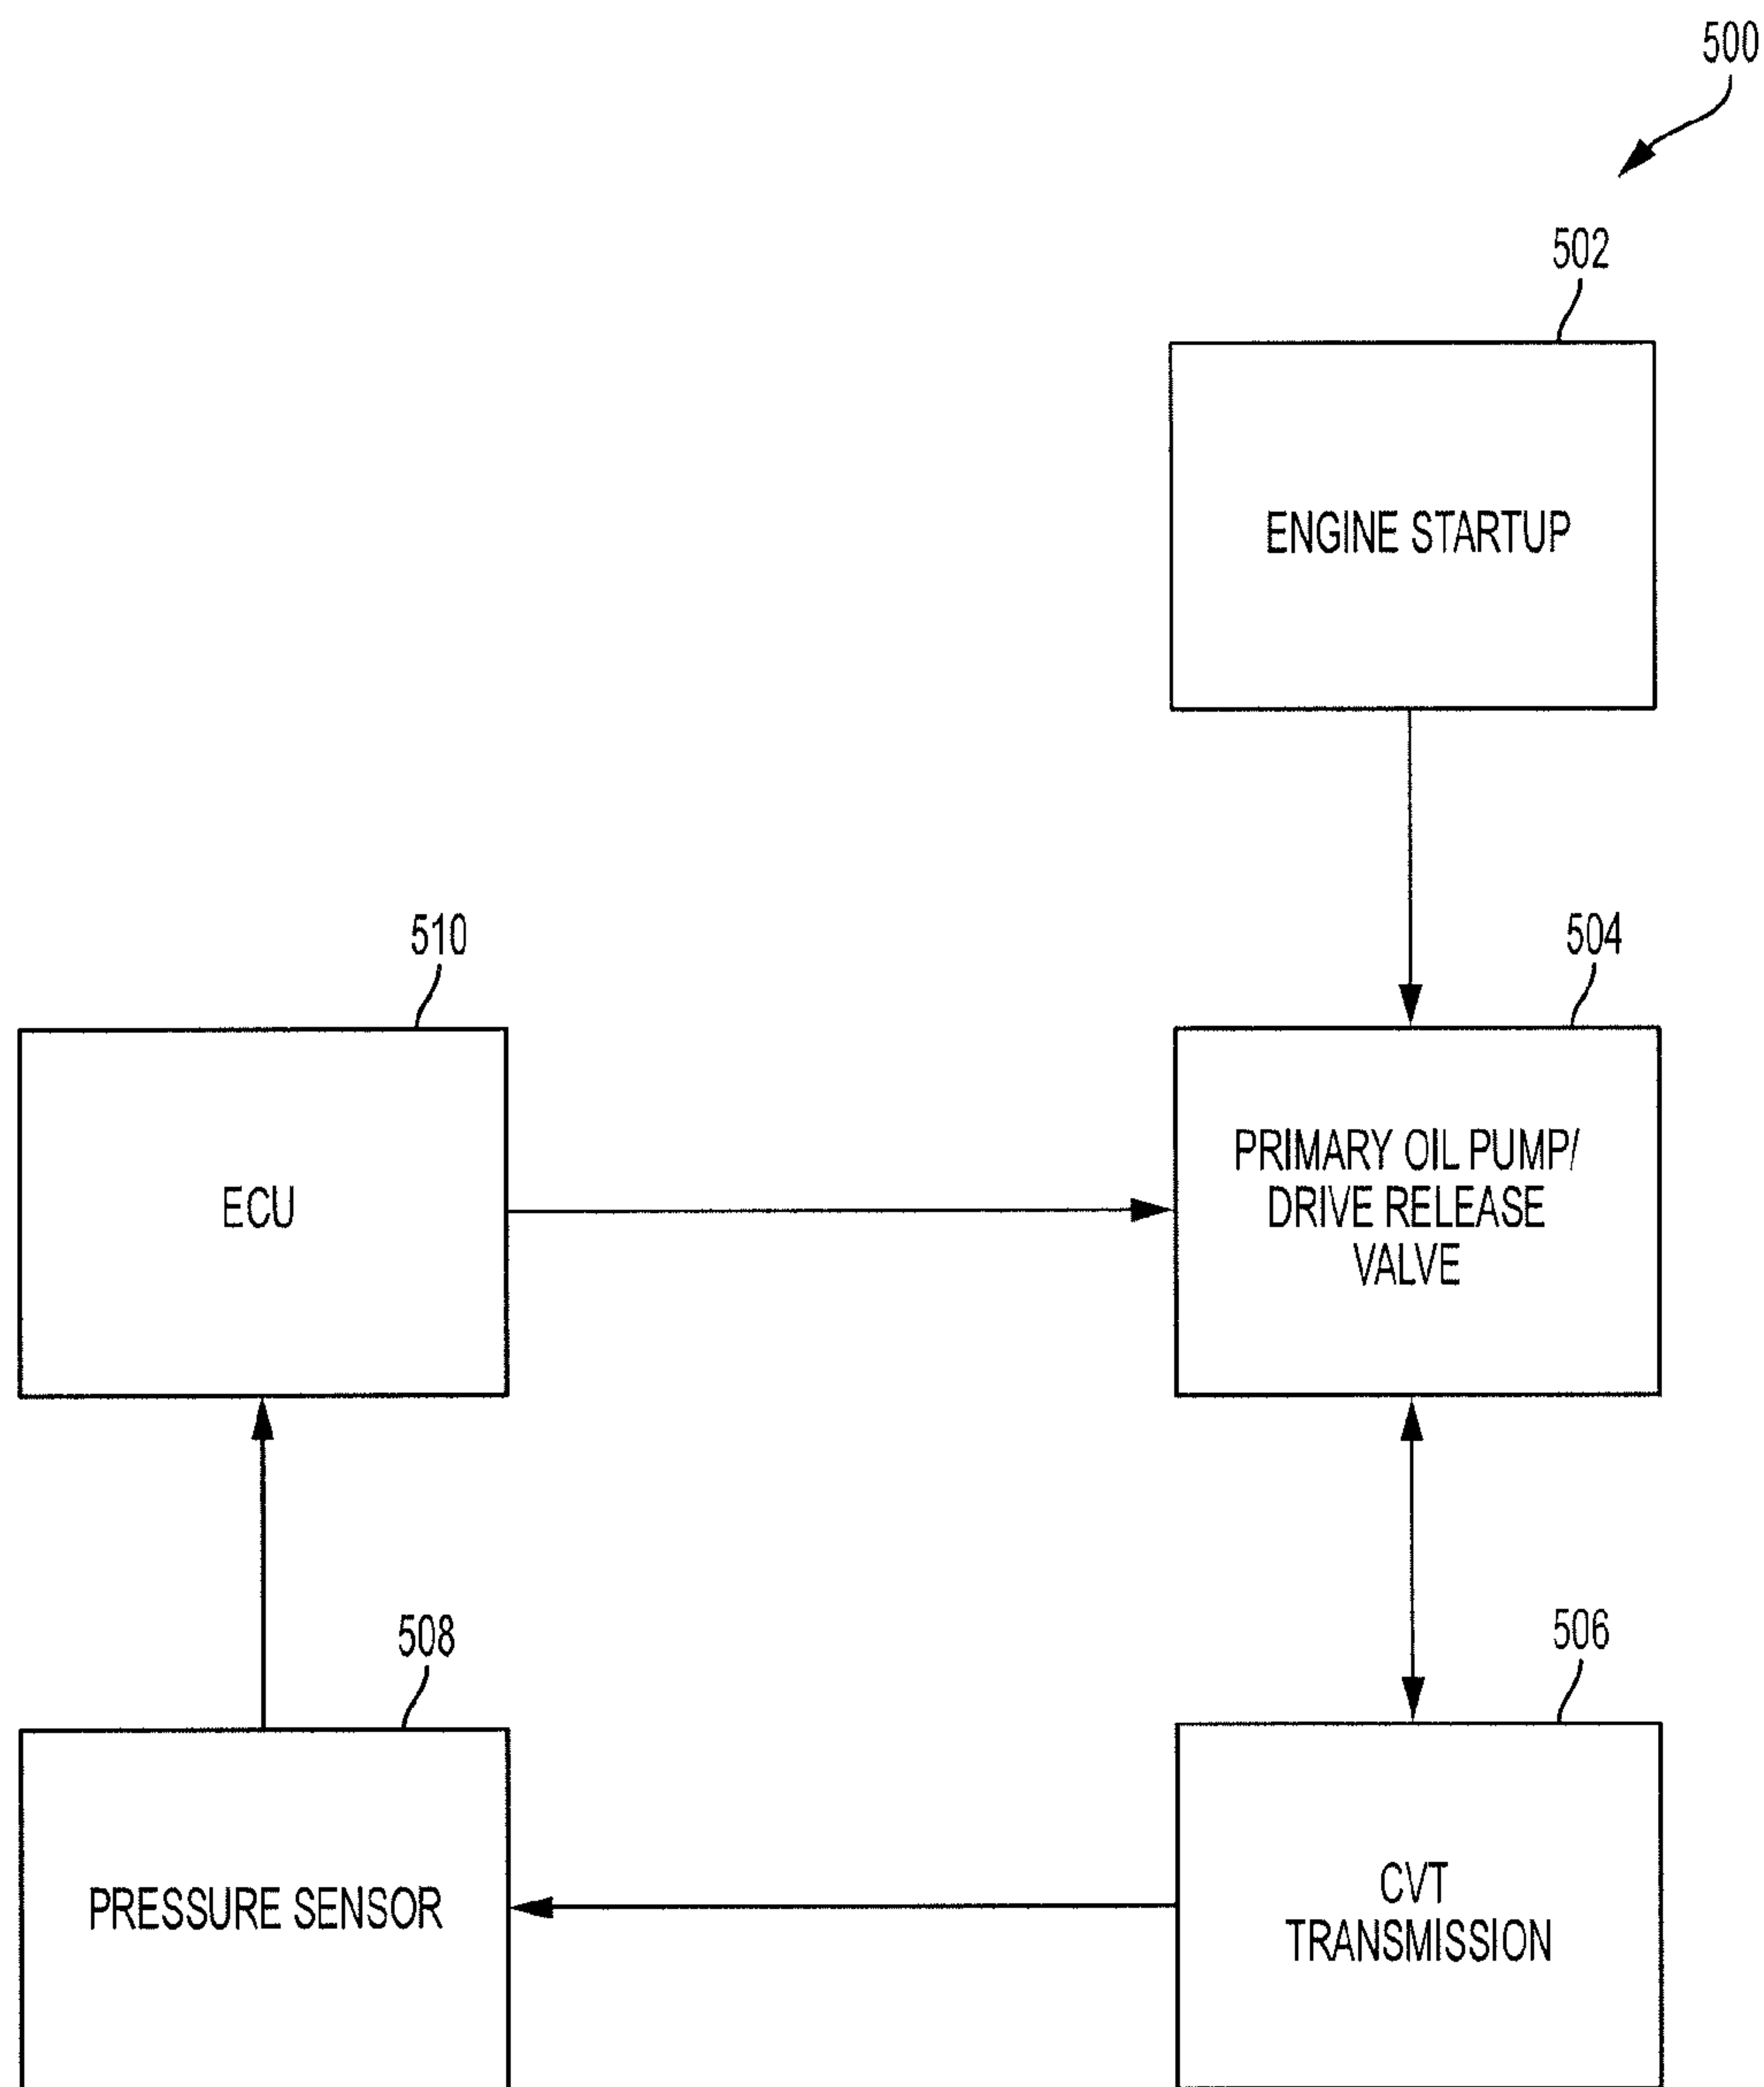 500
502
ENGINE STARTUP
510
504
ECU
PRIMARY OIL PUMP/
DRIVE RELEASE
VALVE
508
506
PRESSURE SENSOR
CVT
TRANSMISSION